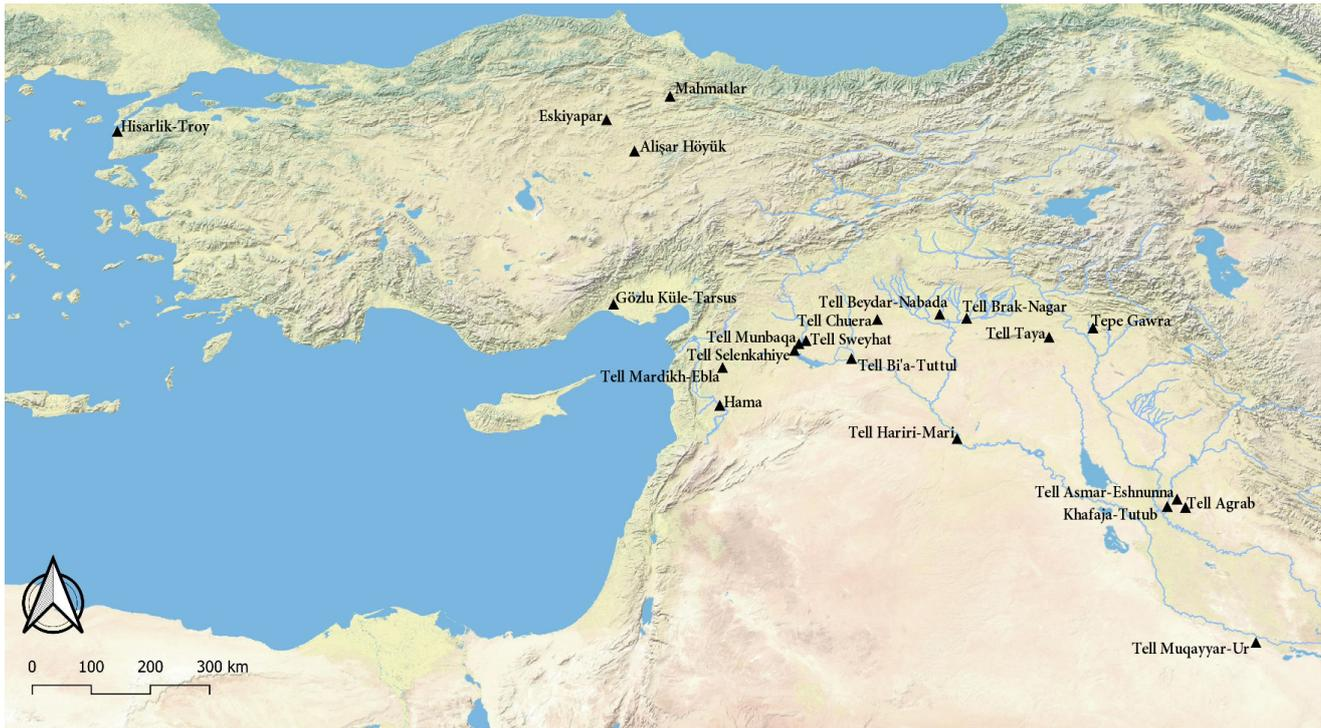 Mahmatlar
Eskiyapar
Hisarlik-Troy
Alişar Höyük
Gözlu Küle-Tarsus
Tell Beydar-Nabada
Tell Brak-Nagar
Tell Chuera
Tepe Gawra
Tell Munbaqa
Tell Sweyhat
Tell Taya
Tell Selenkahiye
Tell Bi'a-Tuttul
Tell Mardikh-Ebla
Hama
Tell Hariri-Mari
Tell Asmar-Eshnunna
Tell Agrab
Khafaja-Tutub
Tell Muqayyar-Ur
0 100 200 300 km